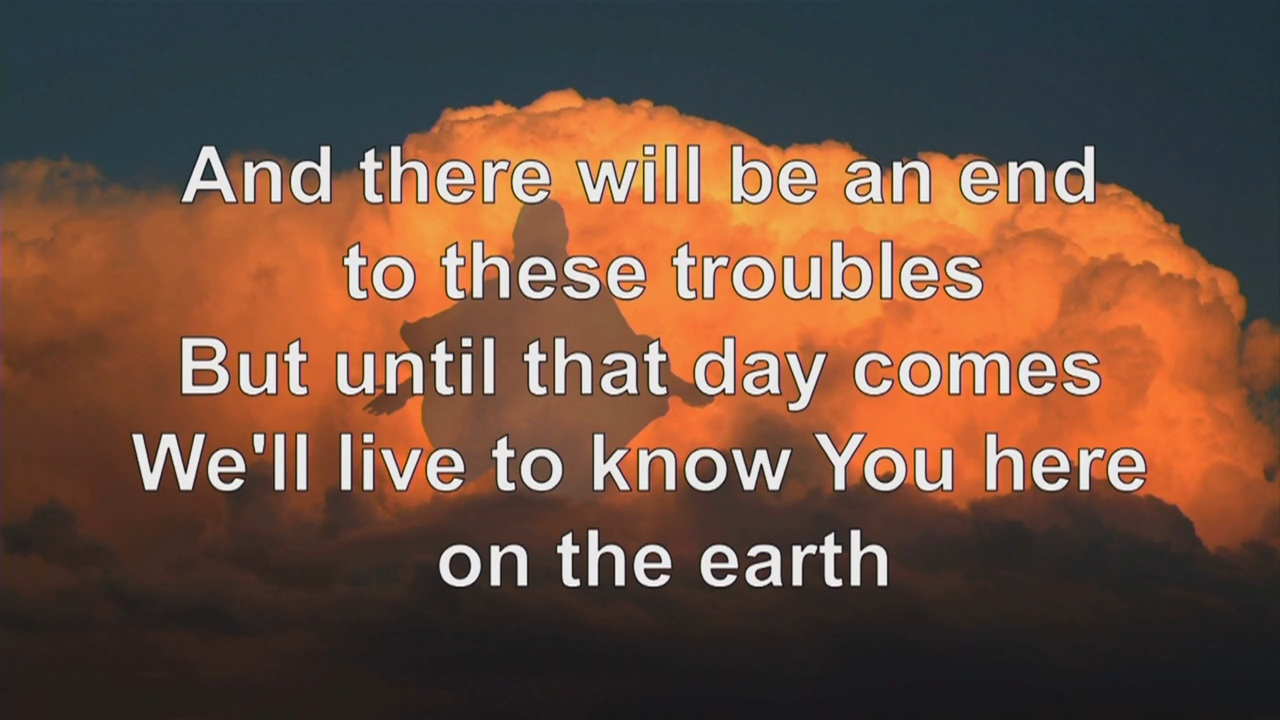 And there will be an end
to these troubles
But until that day comes
We'll live to know You here
on the earth